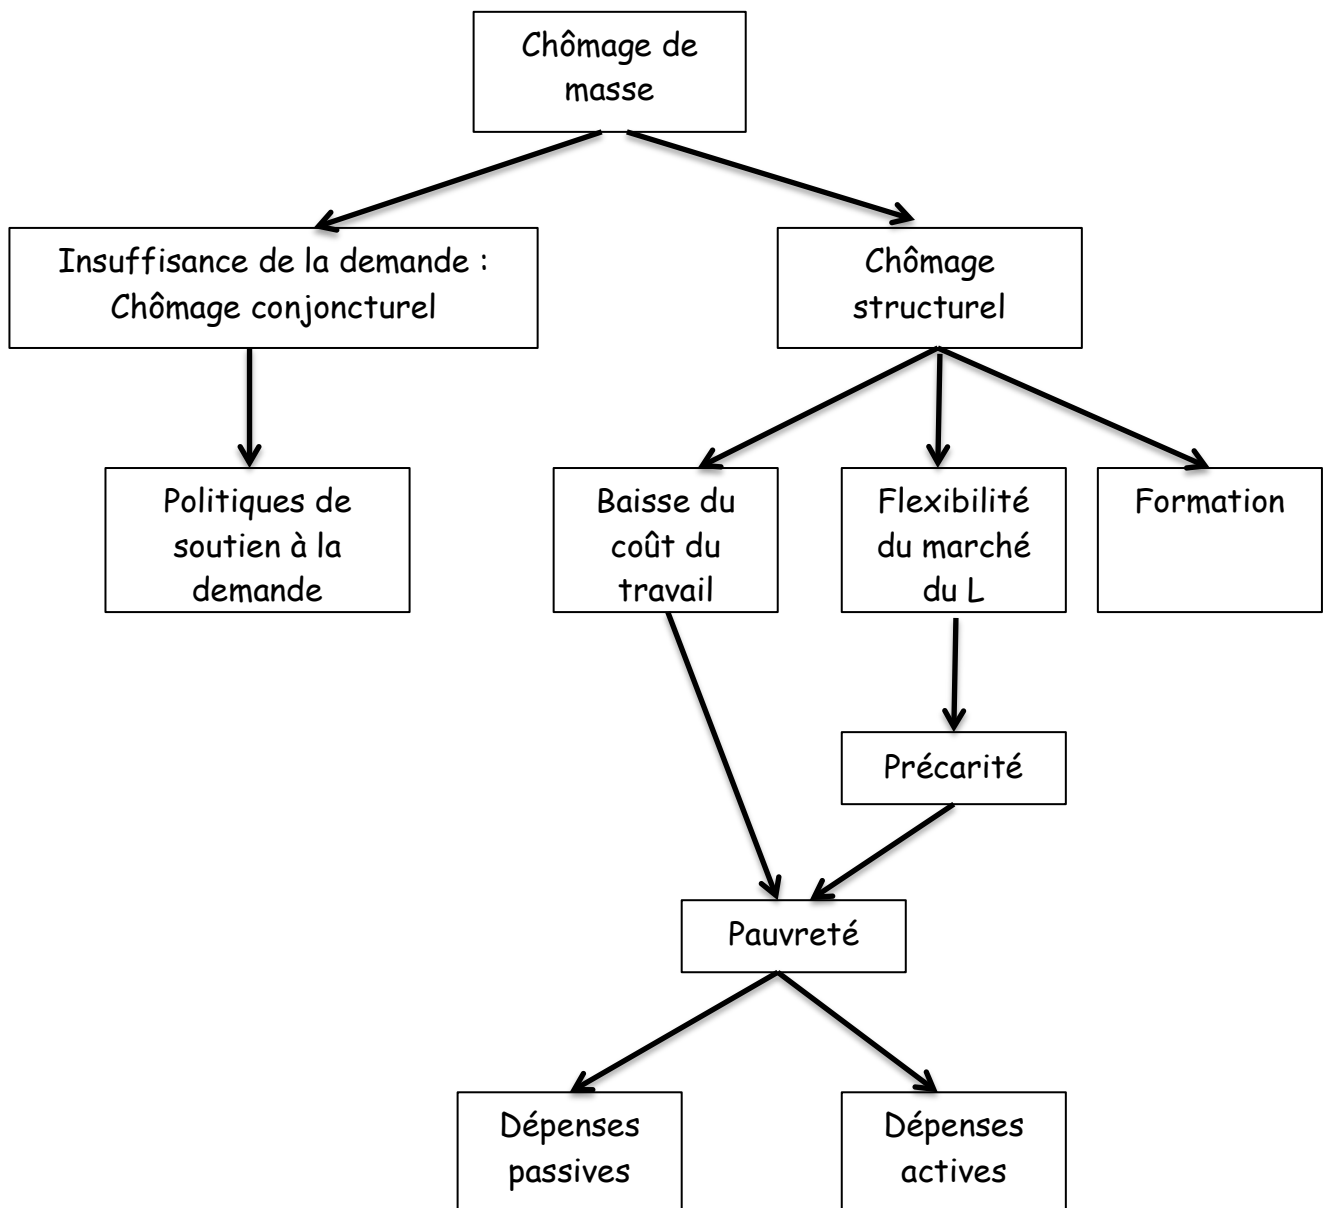 Chômage de
masse
Insuffisance de la demande :
Chômage conjoncturel
Chômage
structurel
Politiques de
soutien à la
demande
Baisse du
coût du
travail
Flexibilité
du marché
du L
Formation
Précarité
Pauvreté
Dépenses
passives
Dépenses
actives